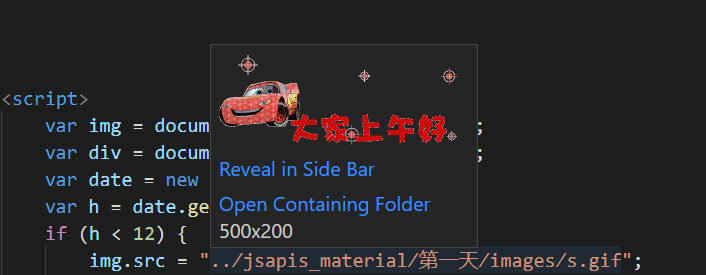 大家上午好
<script>
var img = docum ;
var div = docum ;
var date = new
var h = date.ge
Reveal in Side Bar
Open Containing Folder
500x200
if (h < 12) {
img.src = "../jsapis_material/第一天/images/s.gif";